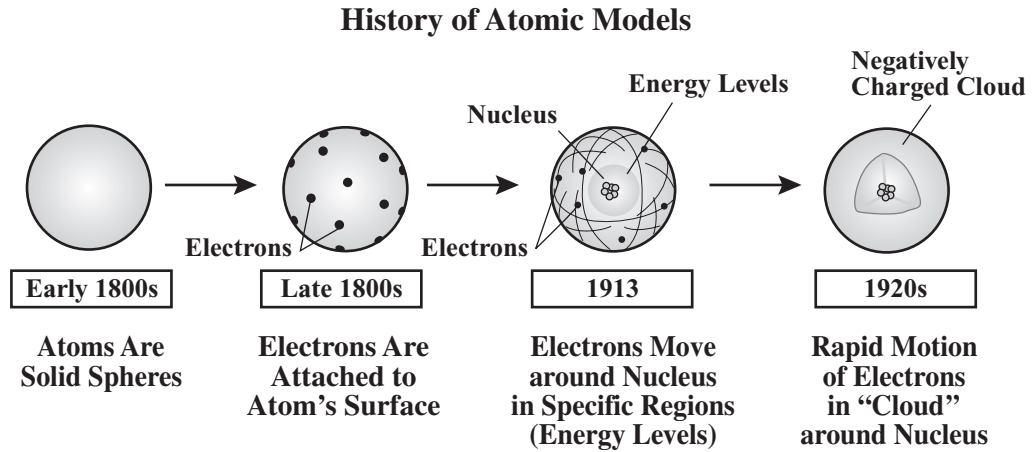 History of Atomic Models
Negatively
Charged Cloud
Energy Levels
Nucleus
Electrons
Electrons
Early 1800s
Late 1800s
1913
1920s
Atoms Are
Solid Spheres
Electrons Are
Attached to
Atom’s Surface
Electrons Move
around Nucleus
in Specific Regions
(Energy Levels)
Rapid Motion
of Electrons
in “Cloud”
around Nucleus